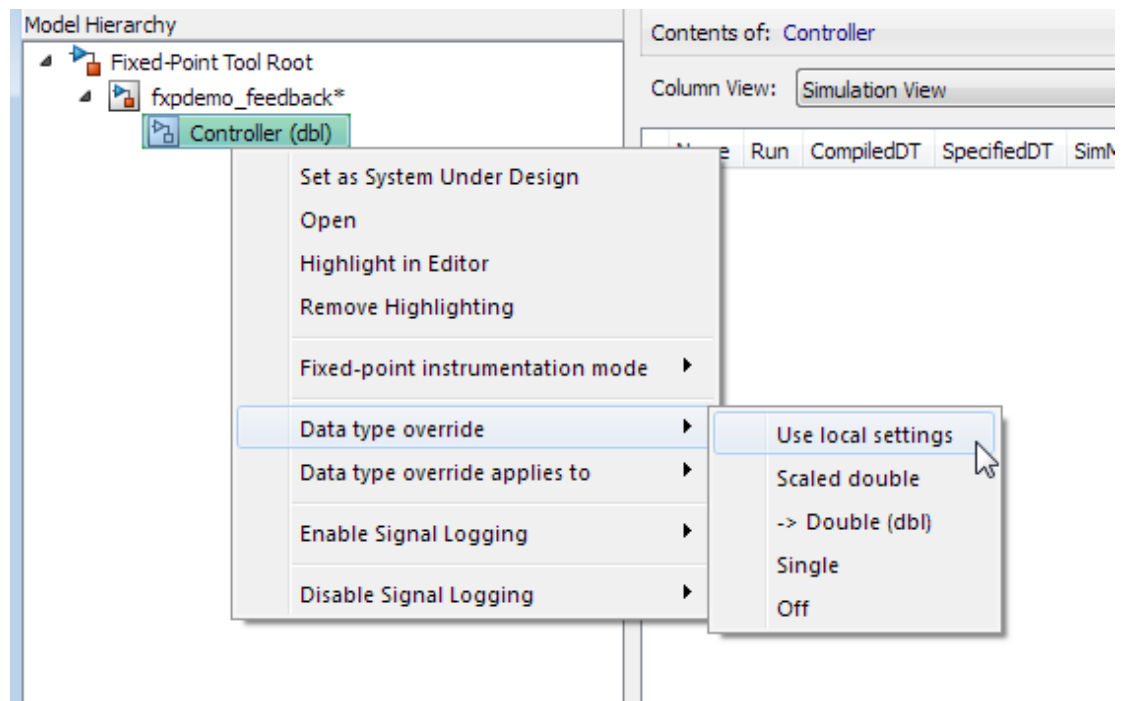 Model Hierarchy
Fixed-Point Tool Root
fxpdemo_feedback*
Controller (dbl)
Contents of: Controller
Column View: Simulation View
Run CompiledDT SpecifiedDT
Set as System Under Design
Open
Highlight in Editor
Remove Highlighting
Fixed-point instrumentation mode
Data type override
Data type override applies to
Enable Signal Logging
Disable Signal Logging
Use local settings
Scaled double
-> Double (dbl)
Single
Off